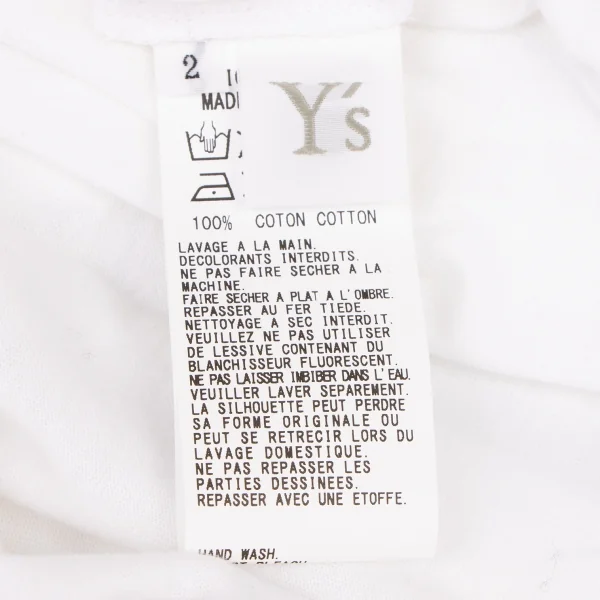 2
MAD
Y's
100% COTON COTTON
LAVAGE A LA MAIN.
DECOLORANTS INTERDITS.
NE PAS FAIRE SECHER A LA
MACHINE.
FAIRE SECHER A PLAT A L'OMBRE.
REPASSER AU FER TIEDE.
NETTOYAGE A SEC INTERDIT.
VEUILLEZ NE PAS UTILISER
DE LESSIVE CONTENANT DU
BLANCHISSEUR FLUORESCENT.
NE PAS LAISSER IMBIBER DANS L'EAU.
VEUILLER LAVER SEPAREMENT.
LA SILHOUETTE PEUT PERDRE
SA FORME ORIGINALE OU
PEUT SE RETRECIR LORS DU
LAVAGE DOMESTIQUE.
NE PAS REPASSER LES
PARTIES DESSINEES.
REPASSER AVEC UNE ETOFFE.
HAND WASH.